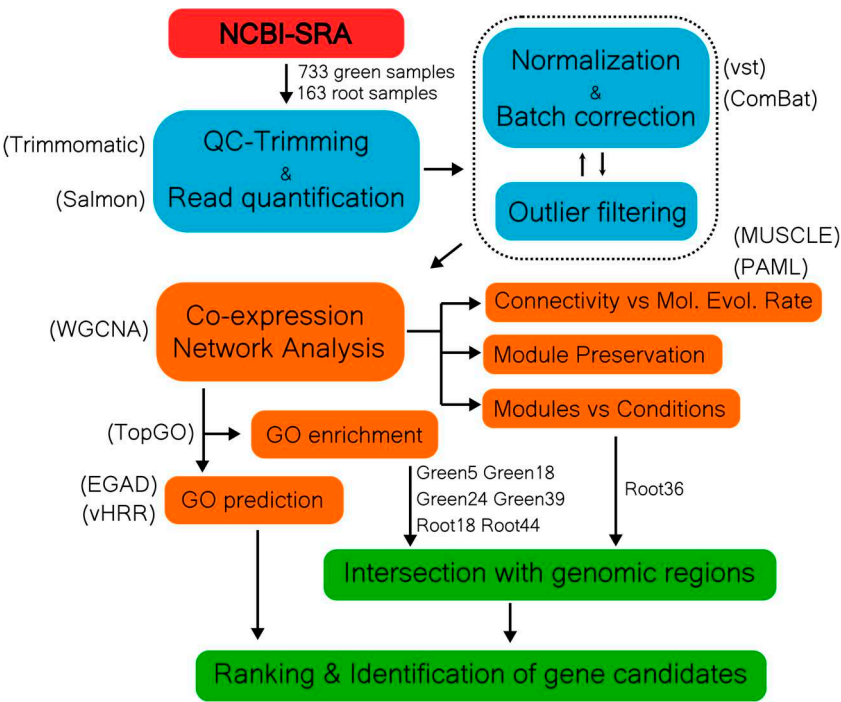 NCBI-SRA
733 green samples
163 root samples
(Trimmomatic)
(Salmon)
QC-Trimming
&
Read quantification
Normalization
&
Batch correction
(vst)
(ComBat)
Outlier filtering
(MUSCLE)
(PAML)
(WGCNA)
Co-expression
Network Analysis
Connectivity vs Mol. Evol. Rate
Module Preservation
Modules vs Conditions
(TopGO)
GO enrichment
(EGAD)
(vHRR)
GO prediction
Green5 Green18
Green24 Green39
Root18 Root44
Root36
Intersection with genomic regions
Ranking & Identification of gene candidates